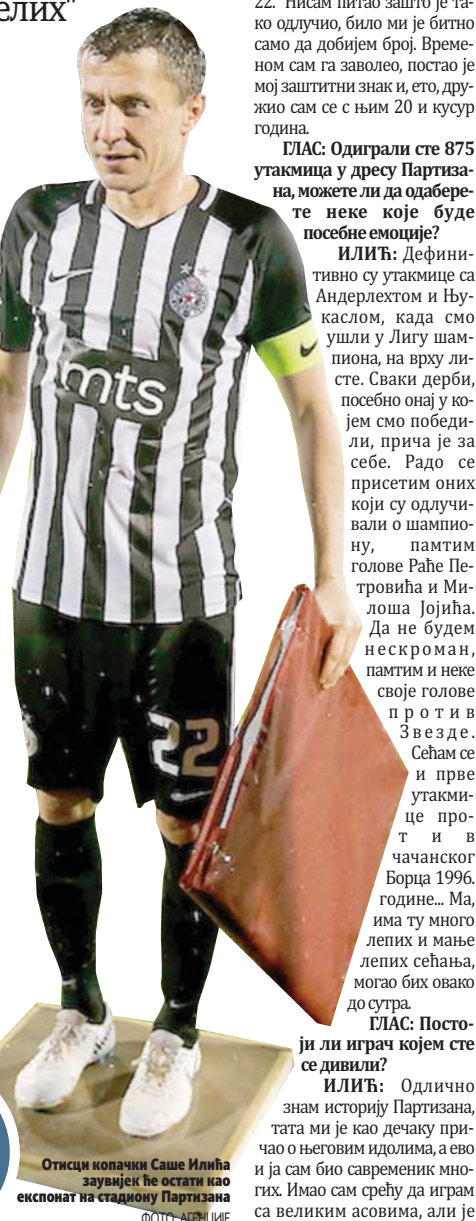 елих"
22. Нисам питао зашто је та-
ко одлучио, било ми је битно
само да добијем број. Време-
ном сам га заволео, постао је
мој заштитни знак и, ето, дру-
жио сам се с њим 20 и кусур
година.
ГЛАС: Одиграли сте 875
утакмица у дресу Партиза-
на, можете ли да одабере-
те неке које буде
посебне емоције?
ИЛИЋ: Дефини-
тивно су утакмице са
Андерлехтом и Њу-
каслом, када смо
ушли у Лигу шам-
пиона, на врху ли-
сте. Сваки дерби,
посебно онај у ко-
јем смо победи-
ли, прича је за
себе. Радо се
присетим оних
који су одлучи-
вали о шампио-
ну, памтим
голове Раће Пе-
тровића и Ми-
лоша Јојића.
Да не будем
нескроман,
памтим и неке
своје голове
против
Звезде.
Сећам се
и прве
утакми-
це про-
тив
чачанског
Борца 1996.
године... Ма,
има ту много
лепих и мање
лепих сећања,
могао бих овако
до сутра.
ГЛАС: Посто-
ји ли играч којем сте
се дивили?
ИЛИЋ: Одлично
знам историју Партизана,
тата ми је као дечаку при-
чао о његовим идолима, а ево
и ја сам био савременик мно-
гих. Имао сам срећу да играм
са великим асовима, али је
mts
22
Отисци копачки Саше Илића
заувијек ће остати као
експонат на стадиону Партизана
ФОТО: АГЕНЦИЈЕ